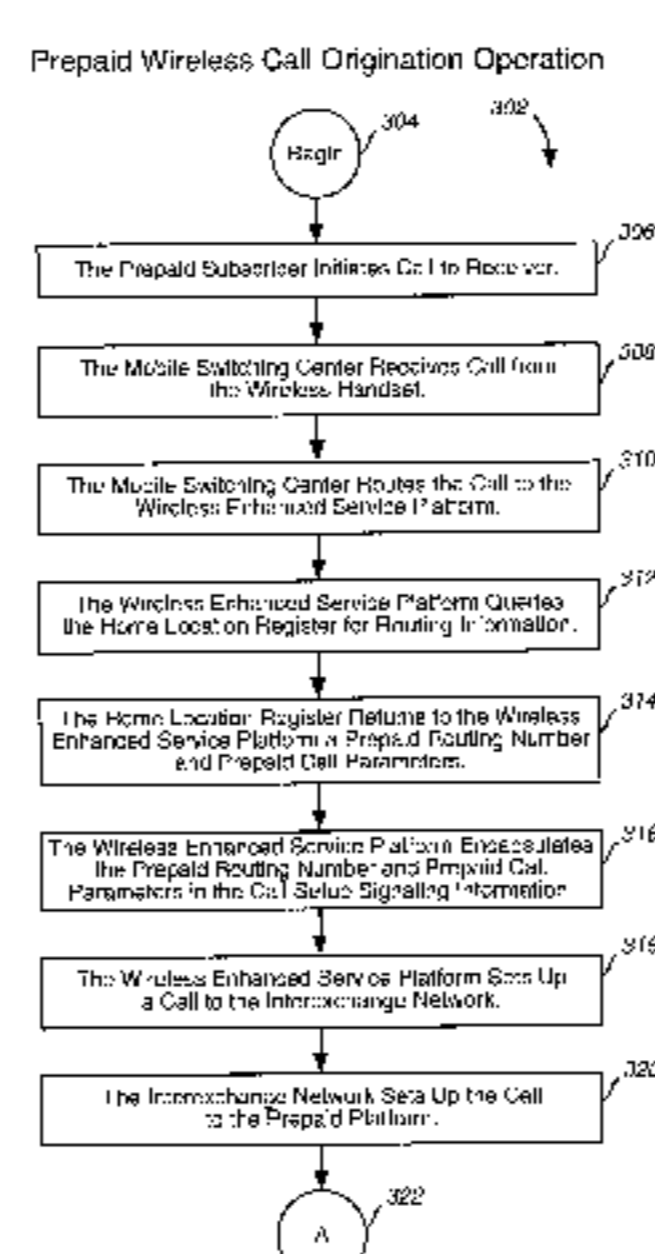 Prepaid Wireless Call Origination Operation
302
304
Begin
306
The Prepaid Subscriber Initiates Call to Receiver.
308
The Mobile Switching Center Receives Call from
the Wireless Handset.
310
The Mobile Switching Center Routes the Call to the
Wireless Enhanced Service Platform.
312
The Wireless Enhanced Service Platform Queries
the Home Location Register for Routing Information.
314
The Home Location Register Returns to the Wireless
Enhanced Service Platform a Prepaid Routing Number
and Prepaid Call Parameters.
316
The Wireless Enhanced Service Platform Encapsulates
the Prepaid Routing Number and Prepaid Call
Parameters in the Call Setup Signaling Information
318
The Wireless Enhanced Service Platform Sets Up
a Call to the Interexchange Network.
320
The Interexchange Network Sets Up the Call
to the Prepaid Platform.
322
A